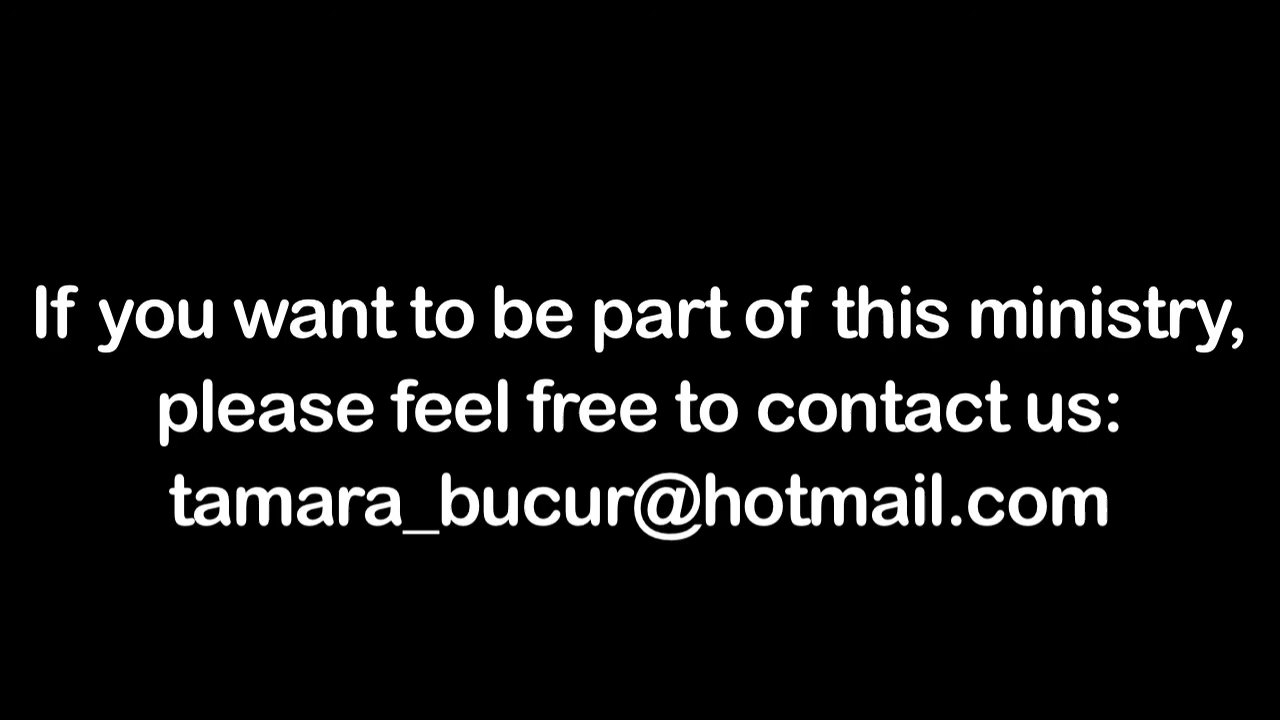 If you want to be part of this ministry,
please feel free to contact us:
tamara_bucur@hotmail.com